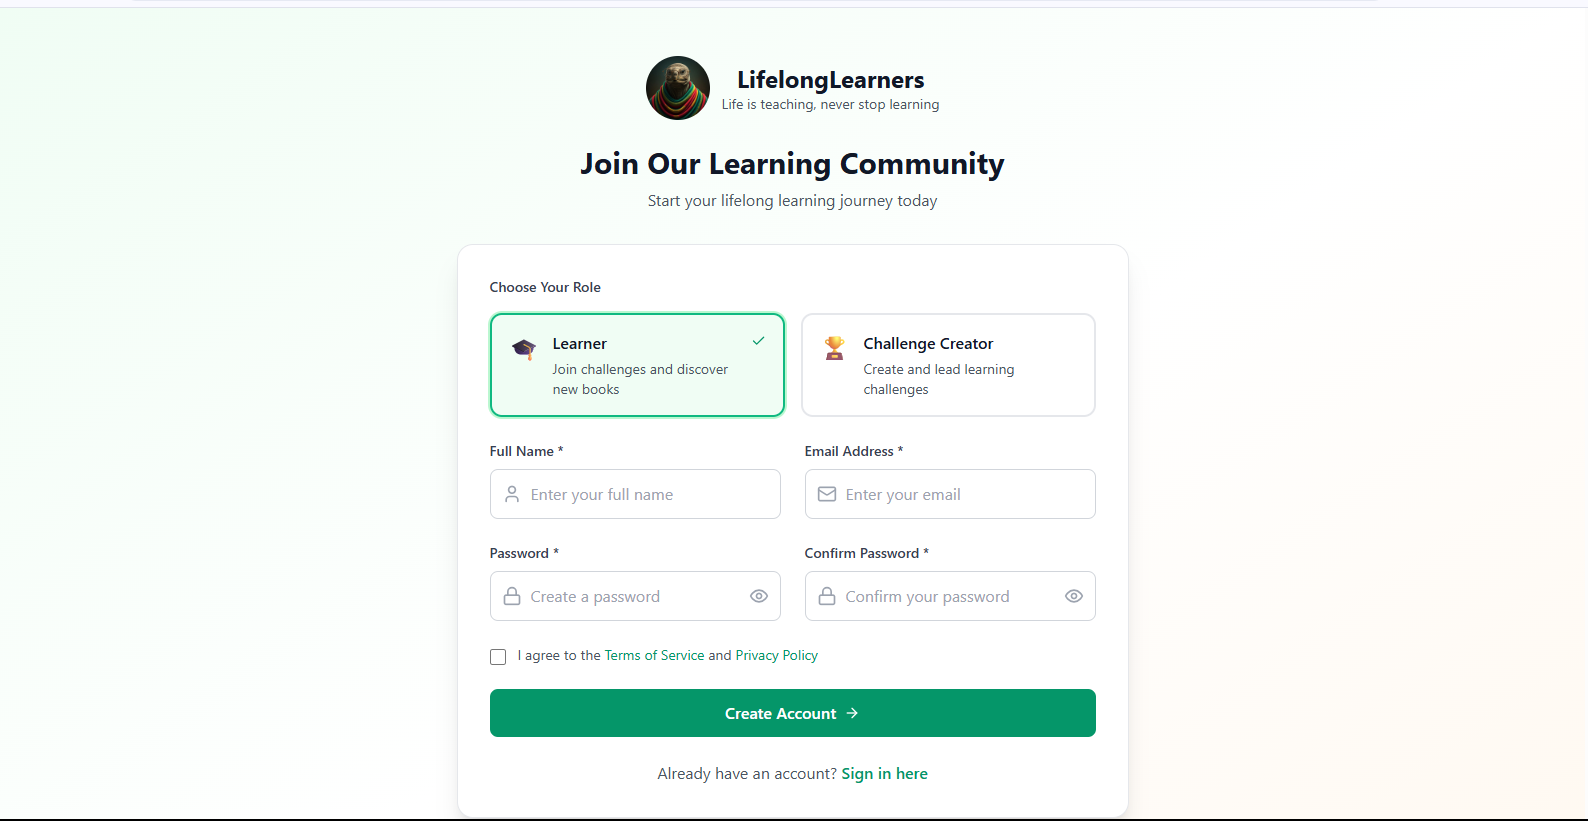 LifelongLearners
Life is teaching, never stop learning
Join Our Learning Community
Start your lifelong learning journey today
Choose Your Role
Learner
Join challenges and discover
new books
Challenge Creator
Create and lead learning
challenges
Full Name *
Email Address *
Enter your full name
Enter your email
Password *
Confirm Password *
Create a password
Confirm your password
I agree to the Terms of Service and Privacy Policy
Create Account →
Already have an account? Sign in here